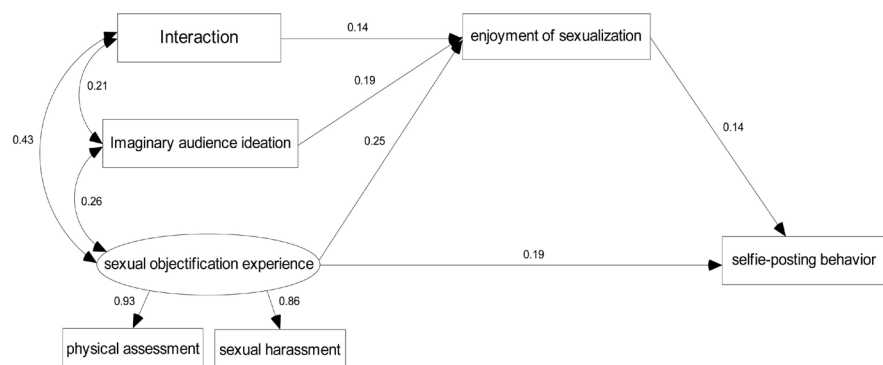 Interaction
0.14
enjoyment of sexualization
0.21
0.19
0.43
Imaginary audience ideation
0.25
0.14
0.26
sexual objectification experience
0.19
selfie-posting behavior
0.93
0.86
physical assessment
sexual harassment